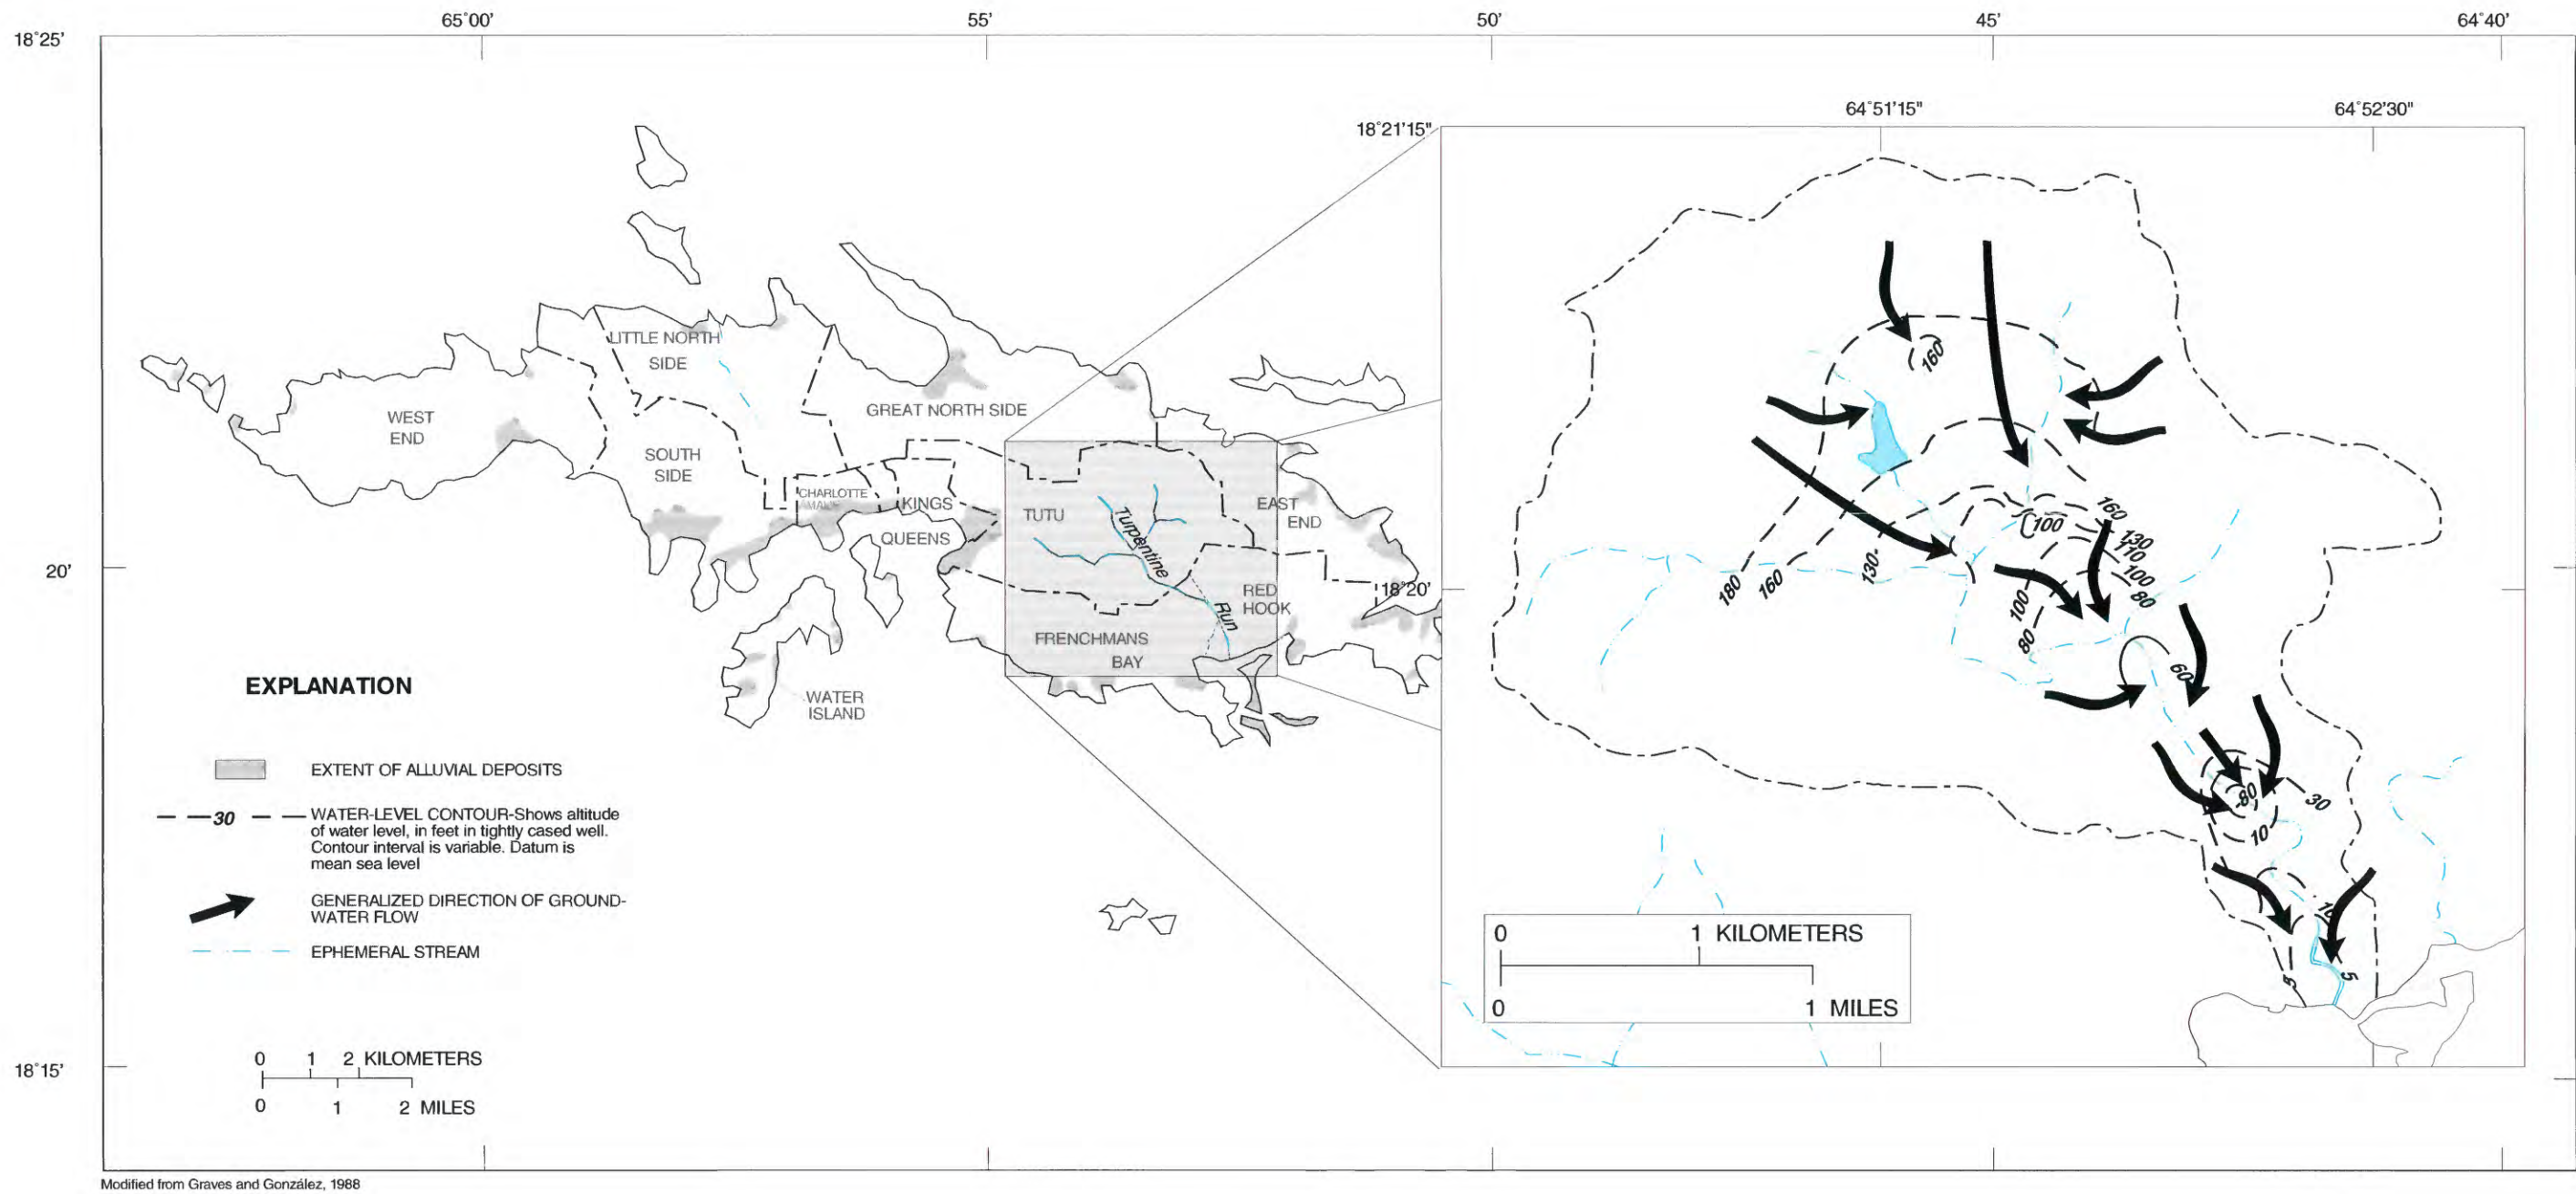 65°00'
55'
50'
45'
64°40'
18°25'
64°51'15"
64°52'30"
18°21'15"
LITTLE NORTH
SIDE
WEST
END
GREAT NORTH SIDE
SOUTH
SIDE
CHARLOTTE
KINGS
QUEENS
TUTU
Turpentine
Run
EAST
END
RED
HOOK
FRENCHMANS
BAY
WATER
ISLAND
20'
18°20'
18°15'
160
180
160
130
100
160
130
110
100
80
100
80
60
-80
30
10
10
5
5
EXPLANATION
EXTENT OF ALLUVIAL DEPOSITS
30
WATER-LEVEL CONTOUR-Shows altitude
of water level, in feet in tightly cased well.
Contour interval is variable. Datum is
mean sea level
GENERALIZED DIRECTION OF GROUND-
WATER FLOW
EPHEMERAL STREAM
0 1 2 KILOMETERS
0 1 2 MILES
0 1 KILOMETERS
0 1 MILES
Modified from Graves and González, 1988